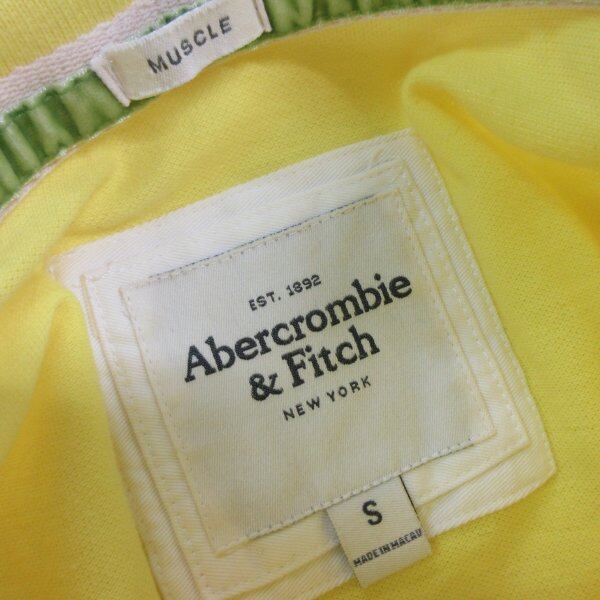 MUSCLE
EST. 1892
Abercrombie
& Fitch
NEW YORK
S
MADE IN MACAU